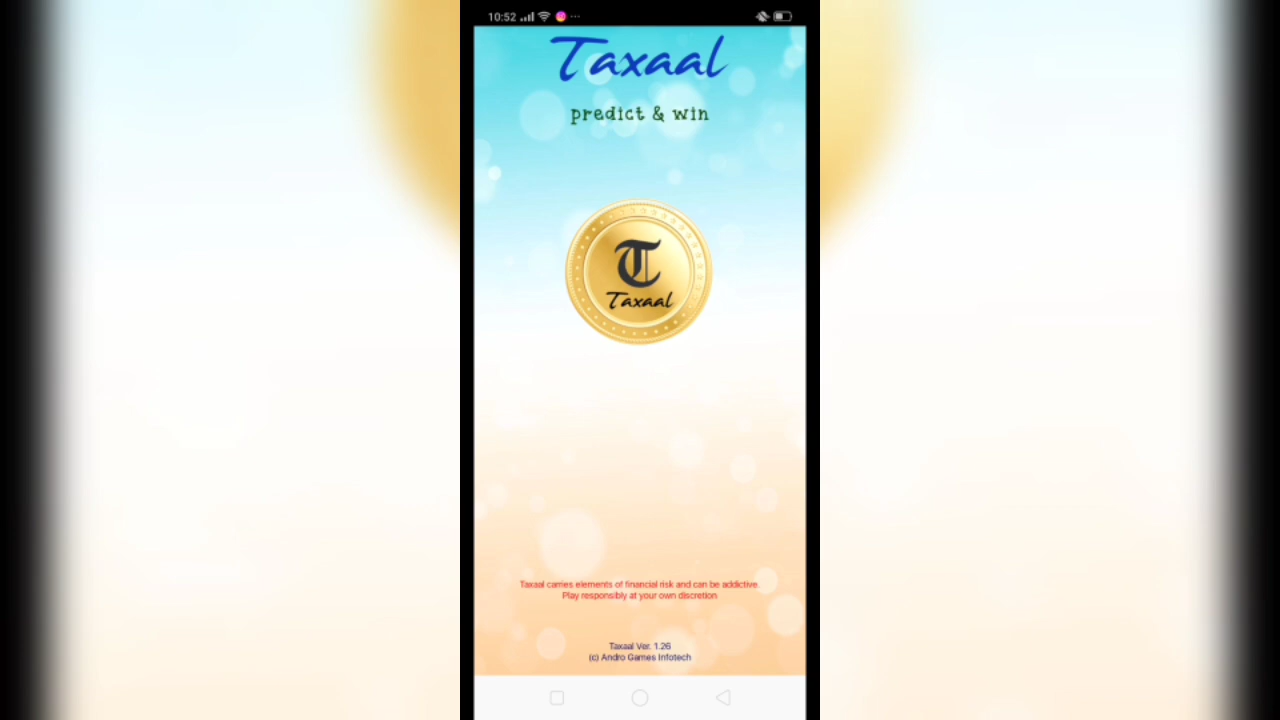 10:52
Taxaal
predict & win
T
Taxaal
Taxaal carries elements of financial risk and can be addictive.
Play responsibly at your own discretion
Taxaal Ver. 1.26
(c) Andro Games Infotech